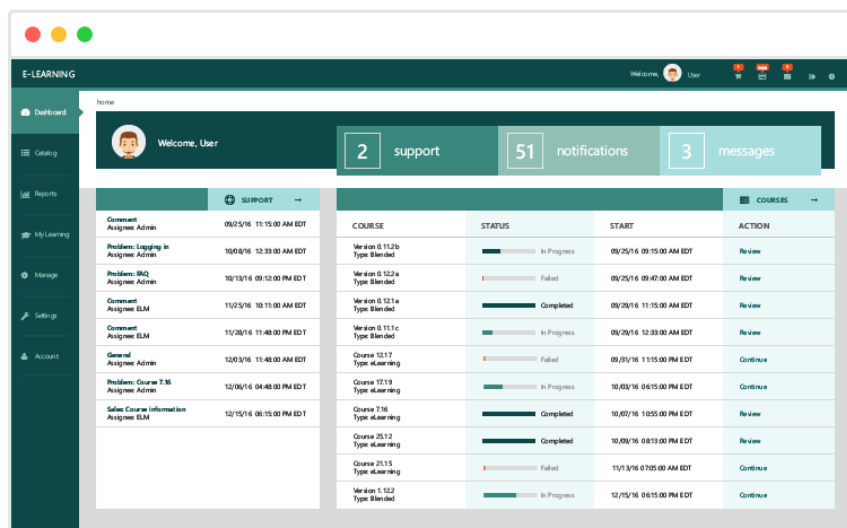 E-LEARNING
Welcome,
User
Dashboard
Catalog
Reports
My Learning
Manage
Settings
Account
home
Welcome, User
2 support
51 notifications
3 messages
SUPPORT
Comment
Assignee: Admin
09/25/16 11:15:00 AM EDT
Problem: Logging in
Assignee: Admin
10/08/16 12:33:00 AM EDT
Problem: FAQ
Assignee: Admin
10/13/16 09:12:00 PM EDT
Comment
Assignee: ELM
11/25/16 10:11:00 AM EDT
Comment
Assignee: ELM
11/28/16 11:48:00 PM EDT
General
Assignee: Admin
12/03/16 11:48:00 AM EDT
Problem: Course 7.16
Assignee: Admin
12/06/16 04:48:00 PM EDT
Sales Course information
Assignee: ELM
12/15/16 06:15:00 PM EDT
COURSES
COURSE STATUS START ACTION
Version 0.11.2b
Type: Blended
In Progress 09/25/16 09:15:00 AM EDT Review
Version 0.12.2a
Type: Blended
Failed 09/25/16 09:47:00 AM EDT Review
Version 0.12.1a
Type: Blended
Completed 09/29/16 11:15:00 AM EDT Review
Version 0.11.1c
Type: Blended
In Progress 09/29/16 12:33:00 AM EDT Review
Course 12.17
Type: eLearning
Failed 09/31/16 11:15:00 PM EDT Continue
Course 17.19
Type: eLearning
In Progress 10/03/16 06:15:00 PM EDT Continue
Course 7.16
Type: eLearning
Completed 10/07/16 10:55:00 PM EDT Review
Course 25.12
Type: eLearning
Completed 10/09/16 08:13:00 PM EDT Review
Course 21.15
Type: eLearning
Failed 11/13/16 07:05:00 AM EDT Continue
Version 1.12.2
Type: Blended
In Progress 12/15/16 06:15:00 PM EDT Continue